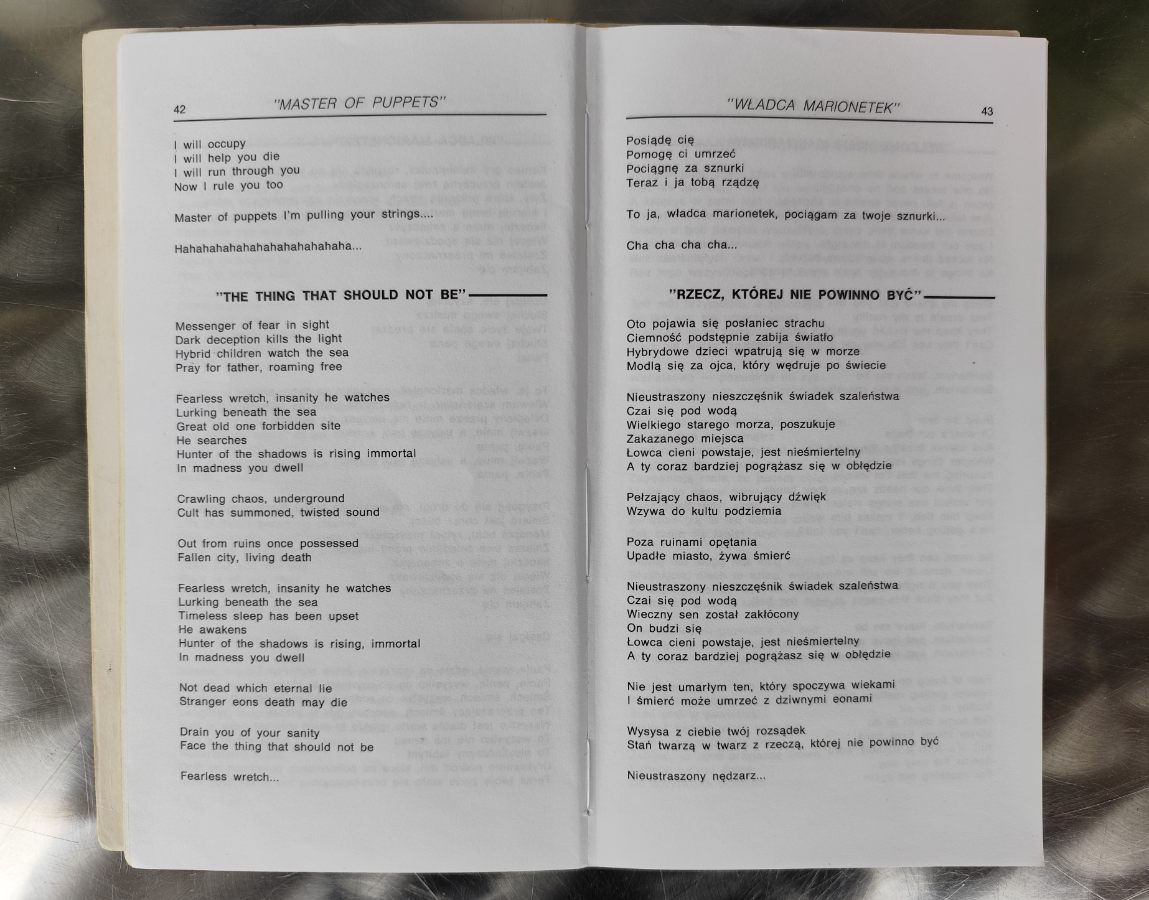 42
"MASTER OF PUPPETS"
I will occupy
I will help you die
I will run through you
Now I rule you too
Master of puppets I'm pulling your strings....
Hahahahahahahahahahahahaha...
"THE THING THAT SHOULD NOT BE"
Messenger of fear in sight
Dark deception kills the light
Hybrid children watch the sea
Pray for father, roaming free
Fearless wretch, insanity he watches
Lurking beneath the sea
Great old one forbidden site
He searches
Hunter of the shadows is rising immortal
In madness you dwell
Crawling chaos, underground
Cult has summoned, twisted sound
Out from ruins once possessed
Fallen city, living death
Fearless wretch, insanity he watches
Lurking beneath the sea
Timeless sleep has been upset
He awakens
Hunter of the shadows is rising, immortal
In madness you dwell
Not dead which eternal lie
Stranger eons death may die
Drain you of your sanity
Face the thing that should not be
Fearless wretch...
"WŁADCA MARIONETEK"
43
Posiądę cię
Pomogę ci umrzeć
Pociągnę za sznurki
Teraz i ja tobą rządzę
To ja, władca marionetek, pociągam za twoje sznurki...
Cha cha cha cha...
"RZECZ, KTÓREJ NIE POWINNO BYĆ"
Oto pojawia się posłaniec strachu
Ciemność podstępnie zabija światło
Hybrydowe dzieci wpatrują się w morze
Modlą się za ojca, który wędruje po świecie
Nieustraszony nieszczęśnik świadek szaleństwa
Czai się pod wodą
Wielkiego starego morza, poszukuje
Zakazanego miejsca
Łowca cieni powstaje, jest nieśmiertelny
A ty coraz bardziej pogrążasz się w obłędzie
Pełzający chaos, wibrujący dźwięk
Wzywa do kultu podziemia
Poza ruinami opętania
Upadłe miasto, żywa śmierć
Nieustraszony nieszczęśnik świadek szaleństwa
Czai się pod wodą
Wieczny sen został zakłócony
On budzi się
Łowca cieni powstaje, jest nieśmiertelny
A ty coraz bardziej pogrążasz się w obłędzie
Nie jest umarłym ten, który spoczywa wiekami
I śmierć może umrzeć z dziwnymi eonami
Wysysa z ciebie twój rozsądek
Stań twarzą w twarz z rzeczą, której nie powinno być
Nieustraszony nędzarz...